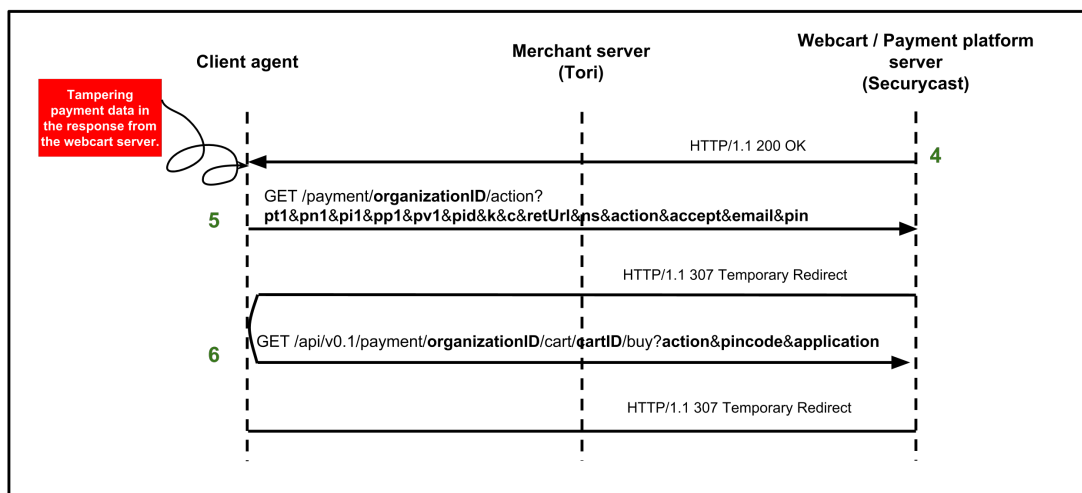 Client agent
Merchant server
(Tori)
Webcart / Payment platform
server
(Securycast)
Tampering
payment data in
the response from
the webcart server.
HTTP/1.1 200 OK
4
GET /payment/organizationID/action?
5
pt1&pn1&pi1&pp1&pv1&pid&k&c&retUrl&ns&action&accept&email&pin
HTTP/1.1 307 Temporary Redirect
GET /api/v0.1/payment/organizationID/cart/cartID/buy?action&pincode&application
6
HTTP/1.1 307 Temporary Redirect